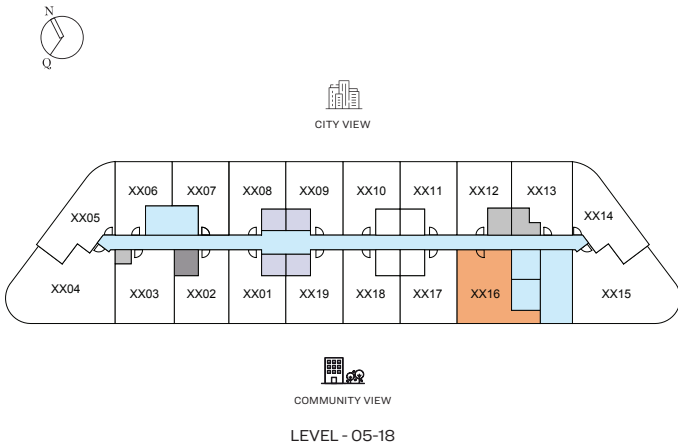 N
Q
CITY VIEW
XX06 XX07 XX08 XX09 XX10 XX11 XX12 XX13
XX05 XX14
XX04 XX03 XX02 XX01 XX19 XX18 XX17 XX16 XX15
COMMUNITY VIEW
LEVEL - 05-18